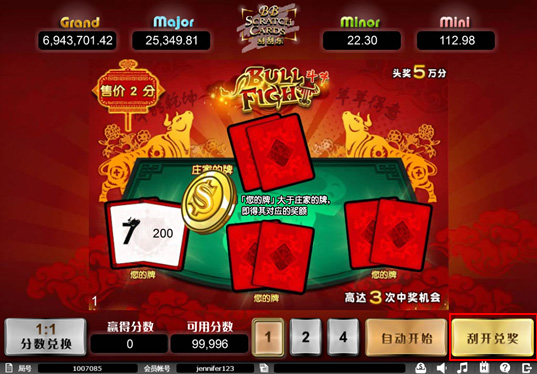 Grand
Major
Minor
Mini
6,943,701.42
25,349.81
BB
SCRATCH
CARDS
刮刮乐
22.30
112.98
售价 2 分
BULL
FIGHT
斗牛
头奖5万分
庄家的牌
「您的牌」大于庄家的牌,
即得其对应的奖额
200
您的牌
您的牌
您的牌
1
高达 3 次中奖机会
1:1
分数兑换
赢得分数
0
可用分数
99,996
1
2
4
自动开始
刮开兑奖
局号
1007085
会员帐号
jennifer123